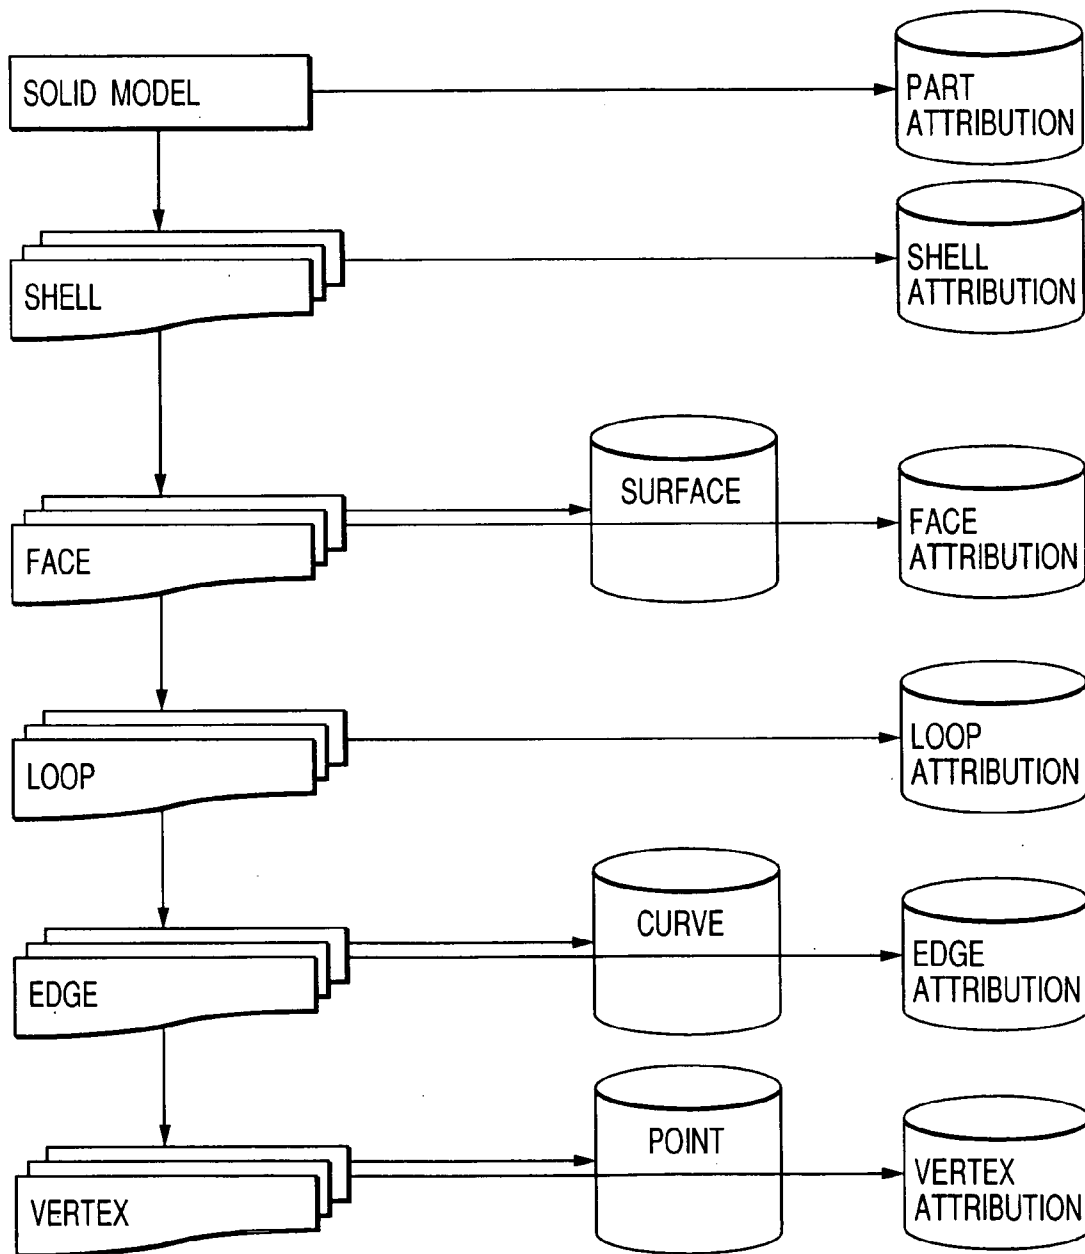 SOLID MODEL
PART
ATTRIBUTION
SHELL
SHELL
ATTRIBUTION
FACE
SURFACE
FACE
ATTRIBUTION
LOOP
LOOP
ATTRIBUTION
EDGE
CURVE
EDGE
ATTRIBUTION
VERTEX
POINT
VERTEX
ATTRIBUTION